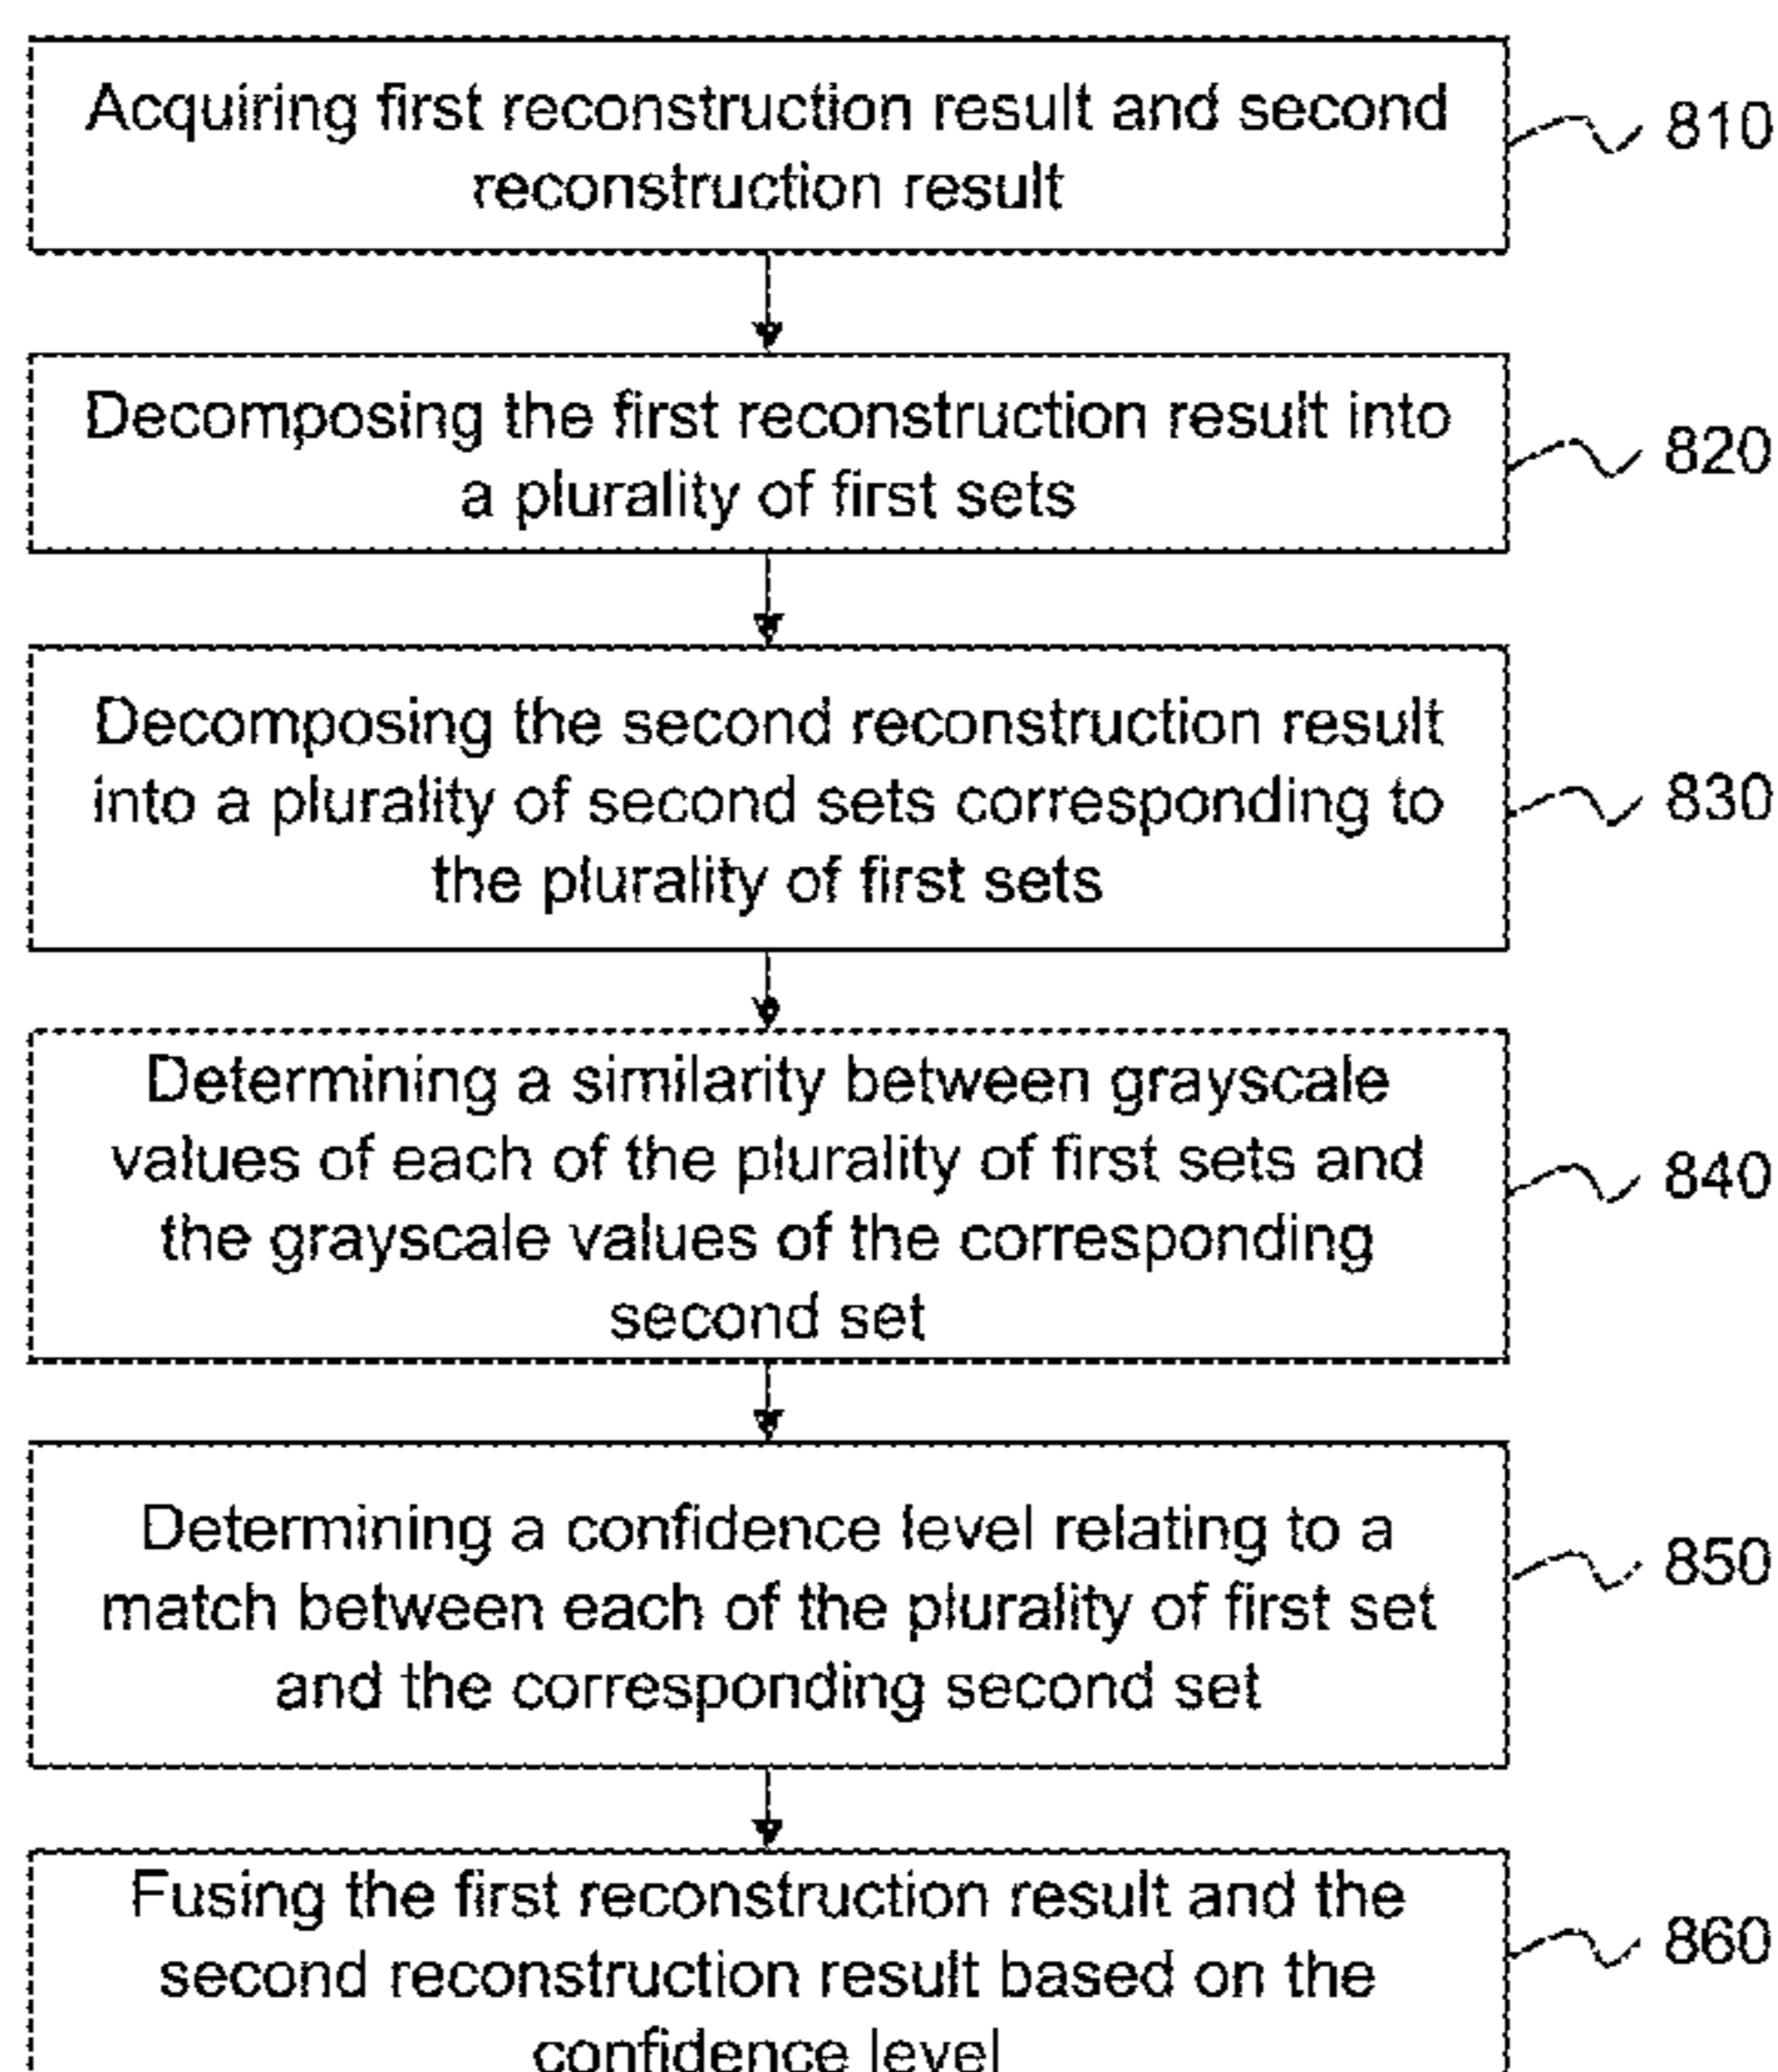 Acquiring first reconstruction result and second
reconstruction result
810
Decomposing the first reconstruction result into
a plurality of first sets
820
Decomposing the second reconstruction result
into a plurality of second sets corresponding to
the plurality of first sets
830
Determining a similarity between grayscale
values of each of the plurality of first sets and
the grayscale values of the corresponding
second set
840
Determining a confidence level relating to a
match between each of the plurality of first set
and the corresponding second set
850
Fusing the first reconstruction result and the
second reconstruction result based on the
confidence level
860